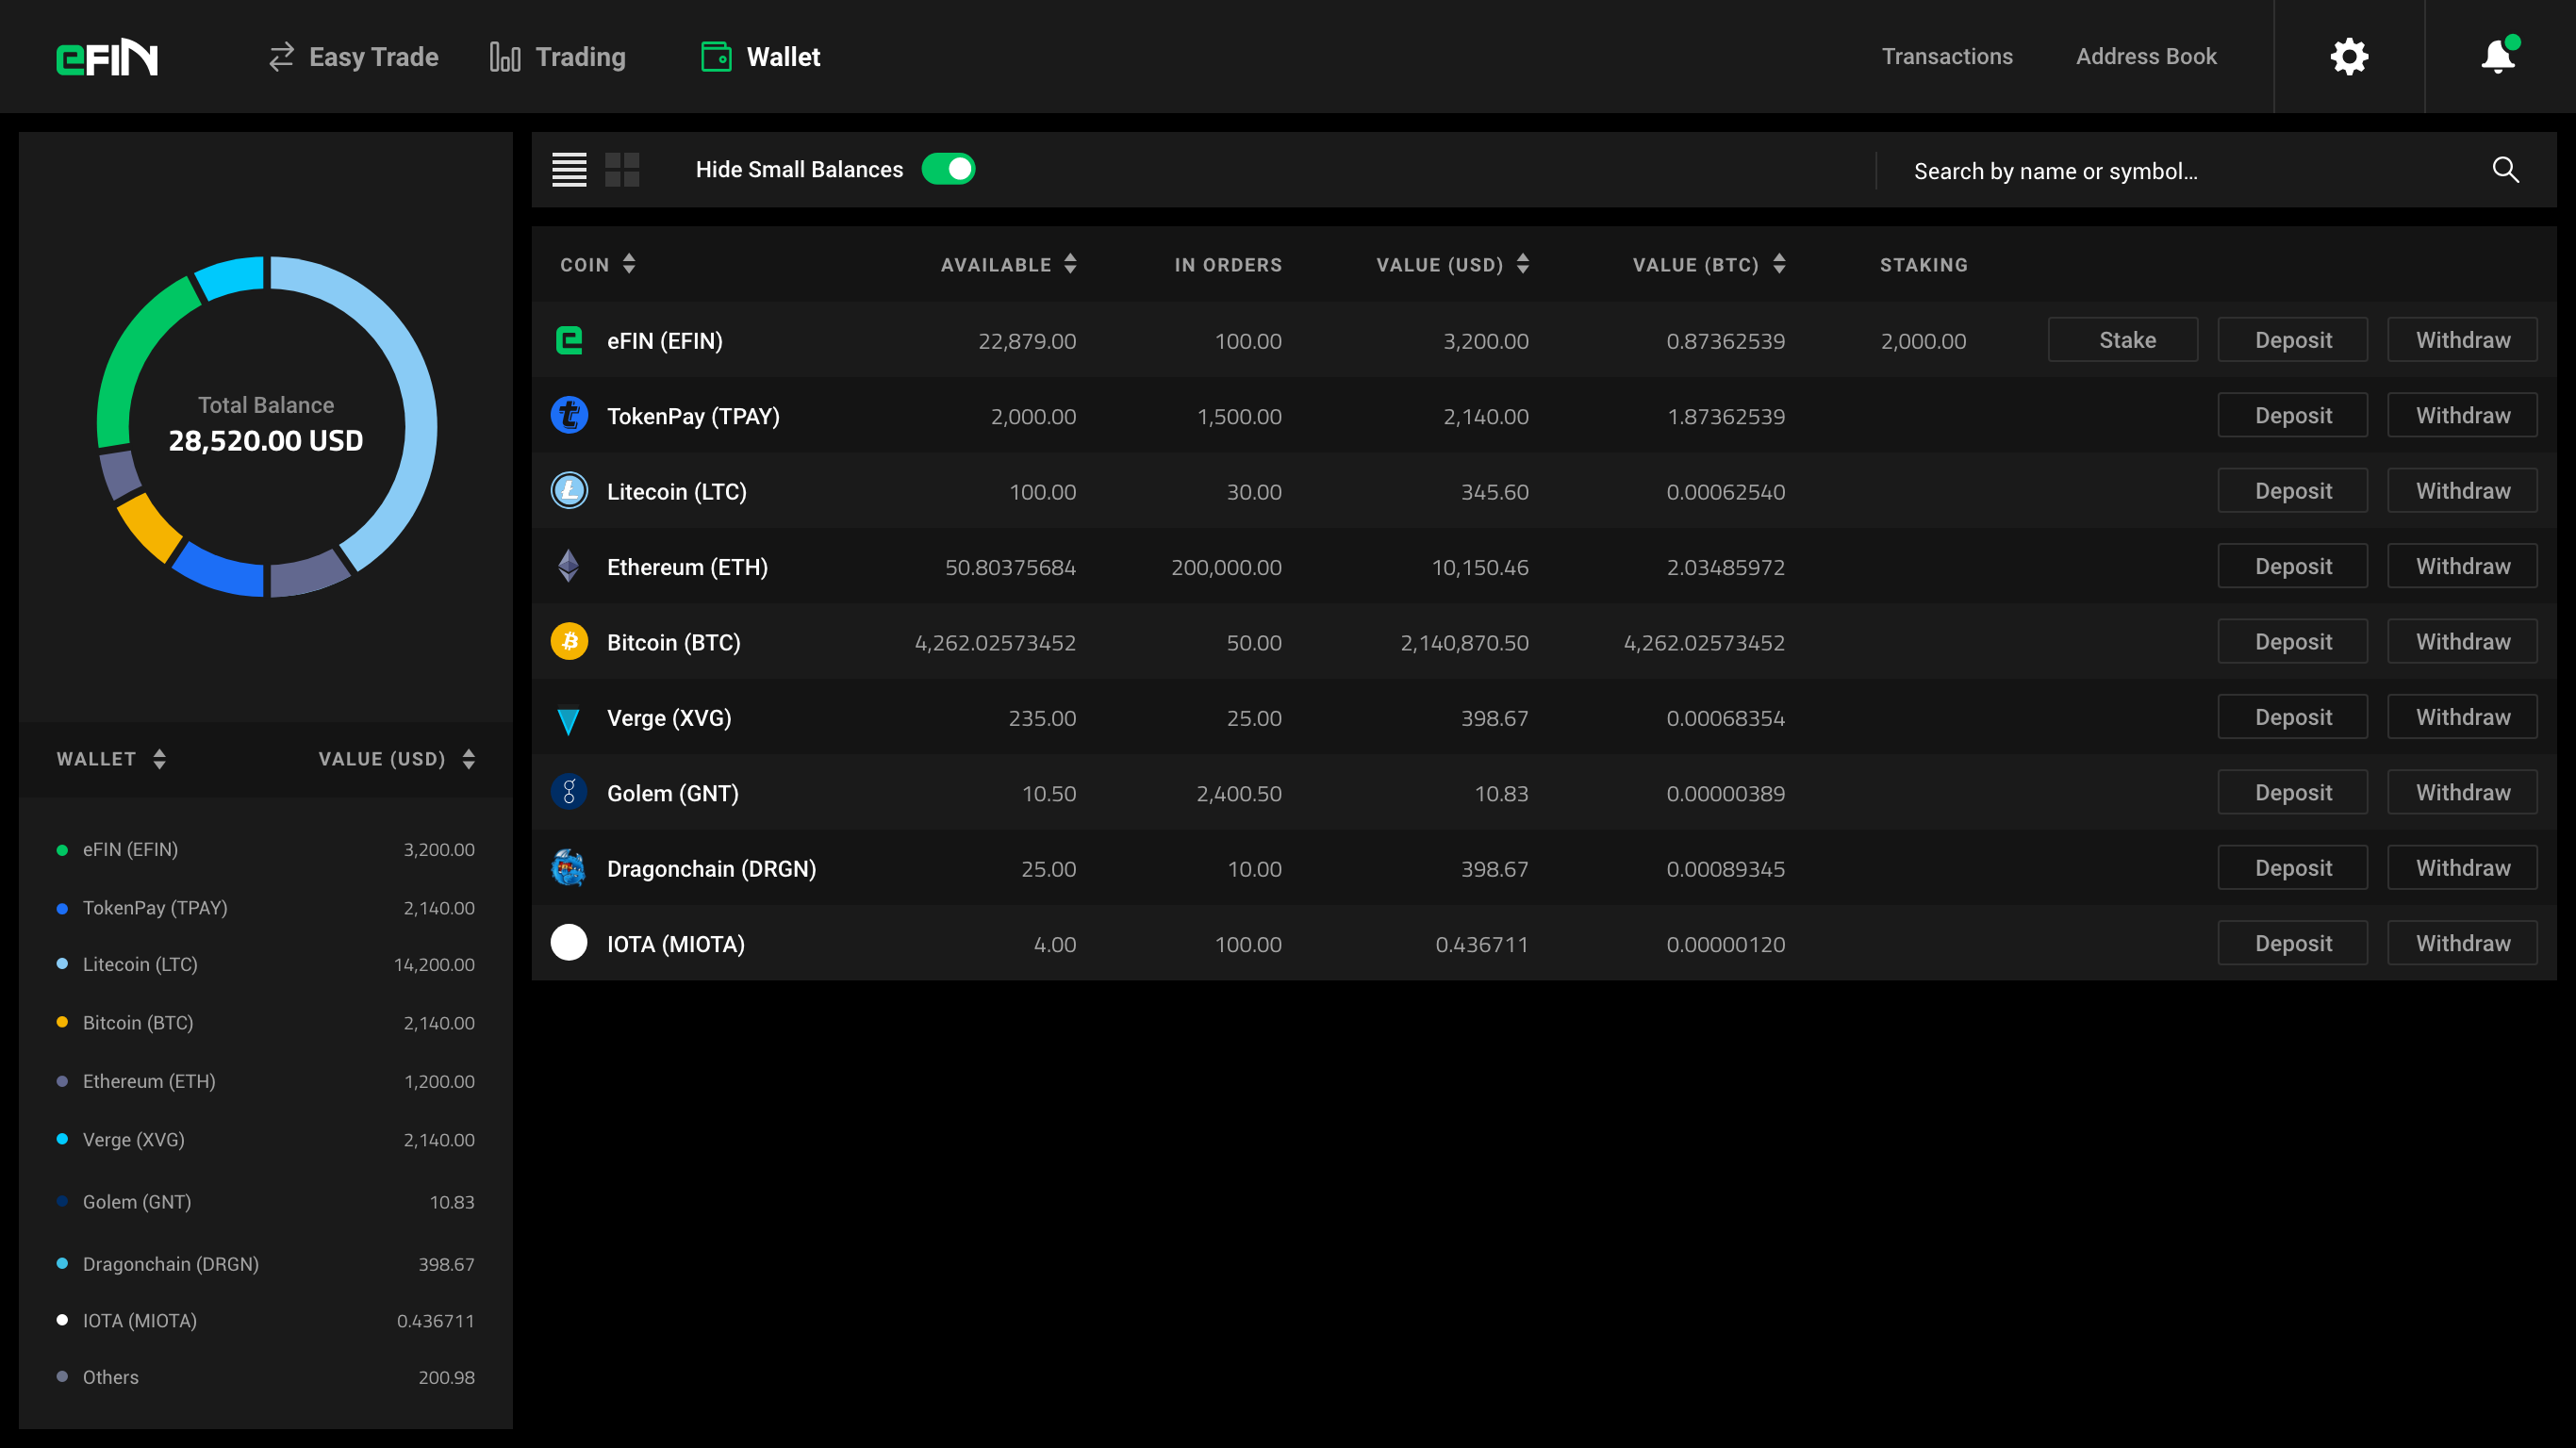 eFIN
Easy Trade Trading Wallet Transactions Address Book
Hide Small Balances Search by name or symbol...
Total Balance
28,520.00 USD
WALLET VALUE (USD)
eFIN (EFIN) 3,200.00
TokenPay (TPAY) 2,140.00
Litecoin (LTC) 14,200.00
Bitcoin (BTC) 2,140.00
Ethereum (ETH) 1,200.00
Verge (XVG) 2,140.00
Golem (GNT) 10.83
Dragonchain (DRGN) 398.67
IOTA (MIOTA) 0.436711
Others 200.98
COIN AVAILABLE IN ORDERS VALUE (USD) VALUE (BTC) STAKING
eFIN (EFIN) 22,879.00 100.00 3,200.00 0.87362539 2,000.00 Stake Deposit Withdraw
TokenPay (TPAY) 2,000.00 1,500.00 2,140.00 1.87362539 Deposit Withdraw
Litecoin (LTC) 100.00 30.00 345.60 0.00062540 Deposit Withdraw
Ethereum (ETH) 50.80375684 200,000.00 10,150.46 2.03485972 Deposit Withdraw
Bitcoin (BTC) 4,262.02573452 50.00 2,140,870.50 4,262.02573452 Deposit Withdraw
Verge (XVG) 235.00 25.00 398.67 0.00068354 Deposit Withdraw
Golem (GNT) 10.50 2,400.50 10.83 0.00000389 Deposit Withdraw
Dragonchain (DRGN) 25.00 10.00 398.67 0.00089345 Deposit Withdraw
IOTA (MIOTA) 4.00 100.00 0.436711 0.00000120 Deposit Withdraw